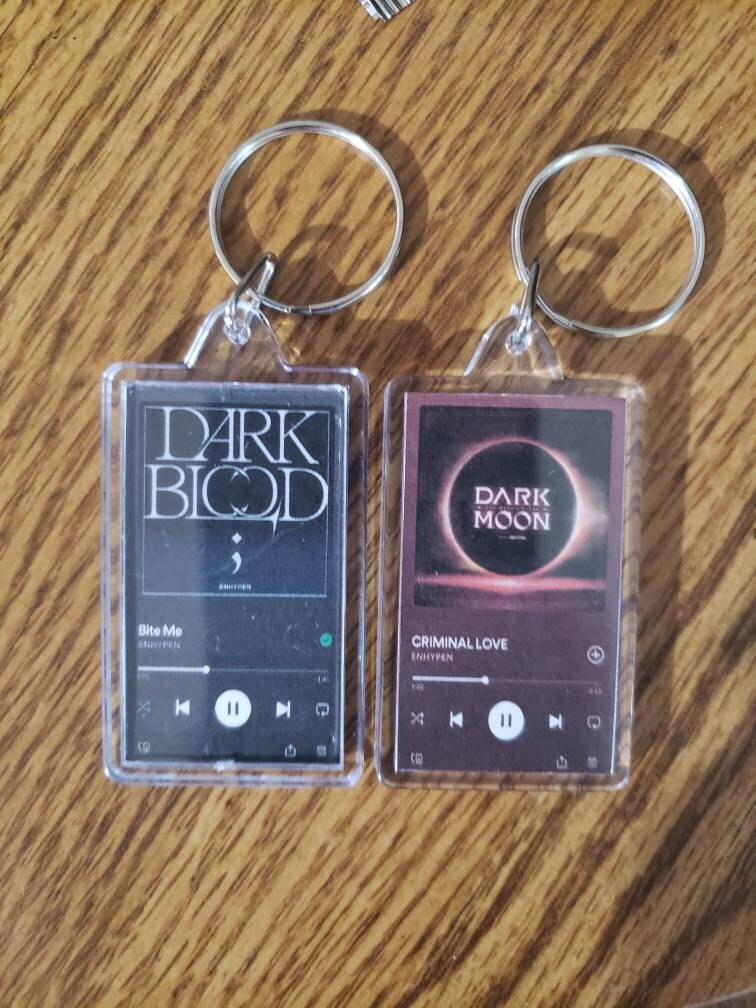 DARK
BLOOD
ENHYPEN
Bite Me
ENHYPEN
DARK
MOON
CRIMINAL LOVE
ENHYPEN